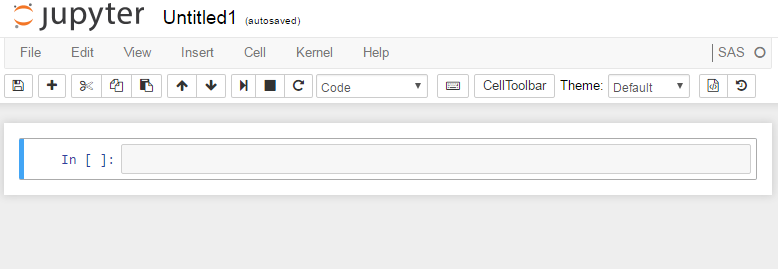 jupyter Untitled1 (autosaved)
File Edit View Insert Cell Kernel Help SAS
Code CellToolbar Theme: Default
In [ ]: